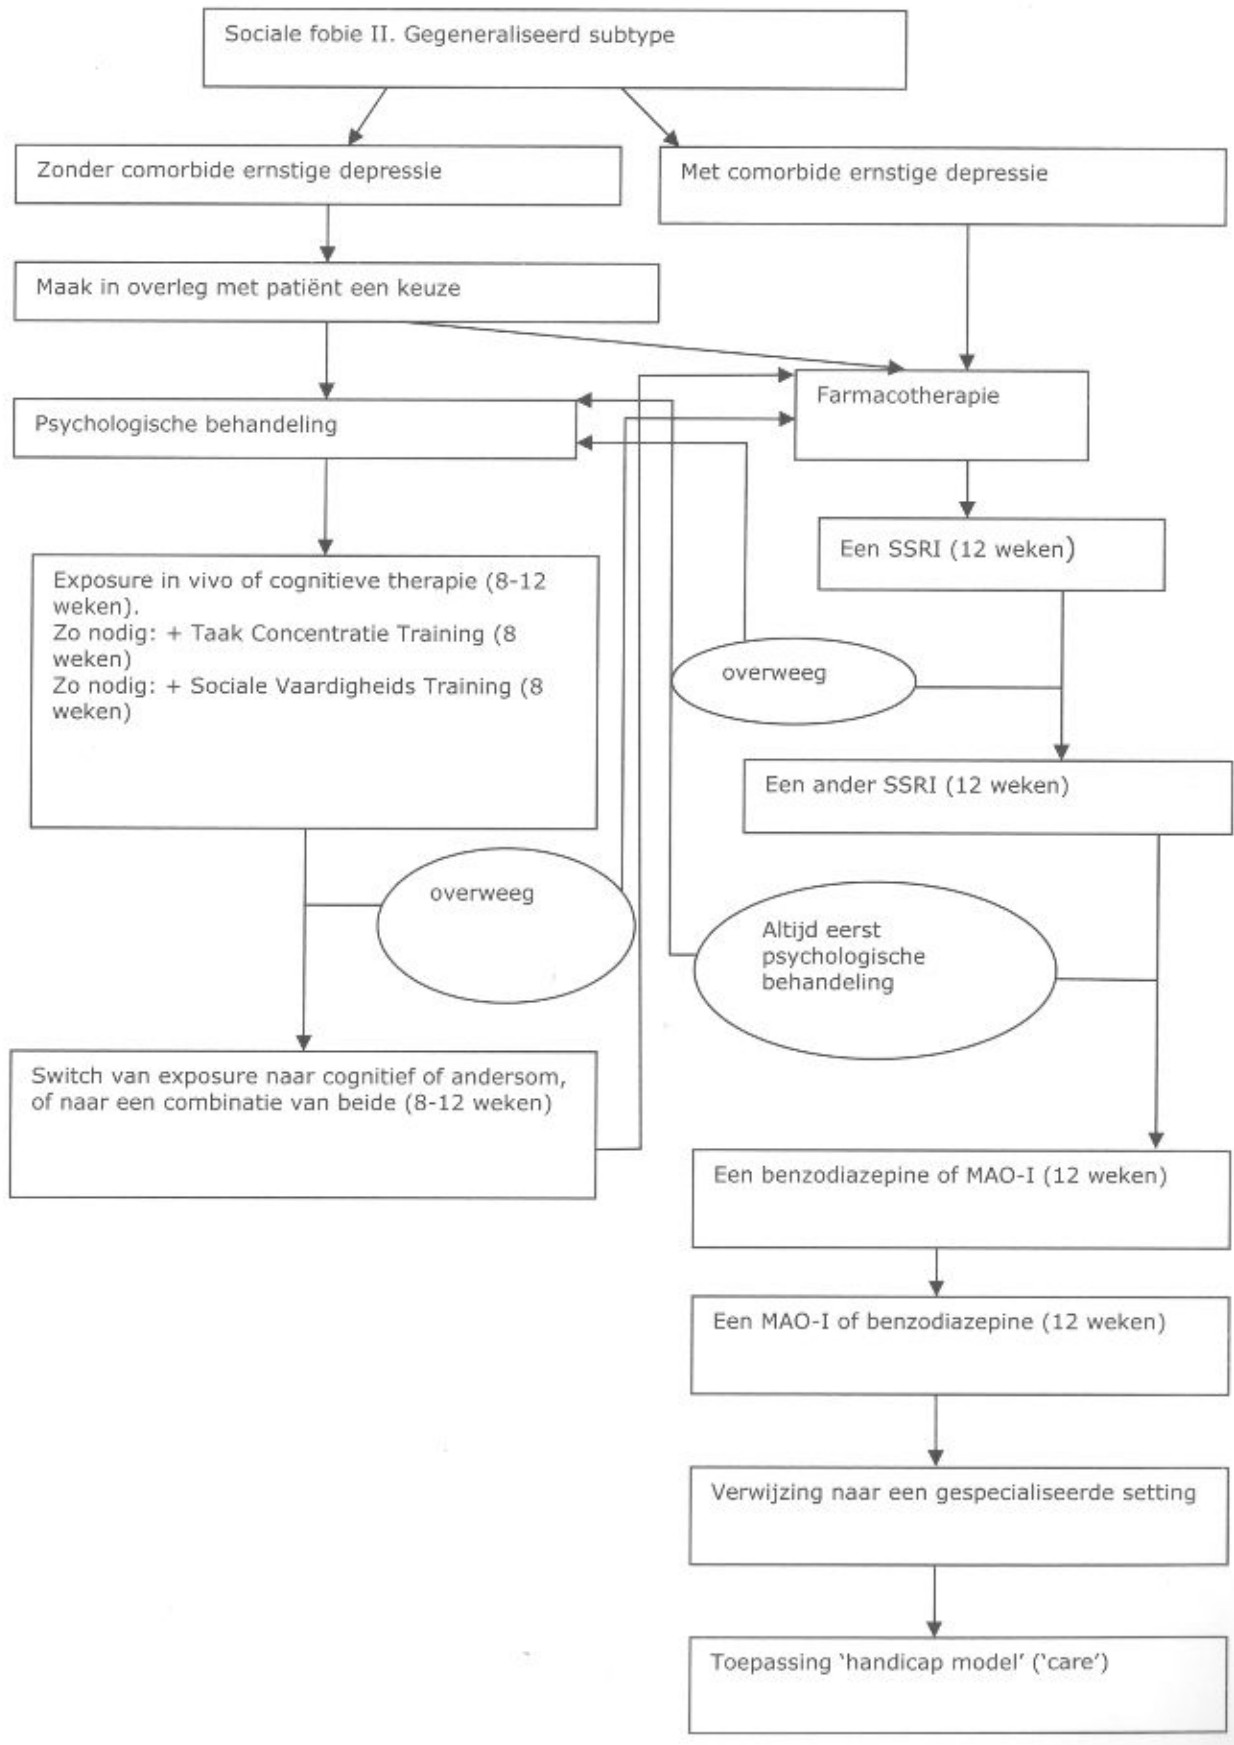 Sociale fobie II. Gegeneraliseerd subtype
Zonder comorbide ernstige depressie
Met comorbide ernstige depressie
Maak in overleg met patiënt een keuze
Psychologische behandeling
Farmacotherapie
Een SSRI (12 weken)
Exposure in vivo of cognitieve therapie (8-12
weken).
Zo nodig: + Taak Concentratie Training (8
weken)
Zo nodig: + Sociale Vaardigheids Training (8
weken)
overweeg
Een ander SSRI (12 weken)
overweeg
Altijd eerst
psychologische
behandeling
Switch van exposure naar cognitief of andersom,
of naar een combinatie van beide (8-12 weken)
Een benzodiazepine of MAO-I (12 weken)
Een MAO-I of benzodiazepine (12 weken)
Verwijzing naar een gespecialiseerde setting
Toepassing ‘handicap model’ (‘care’)